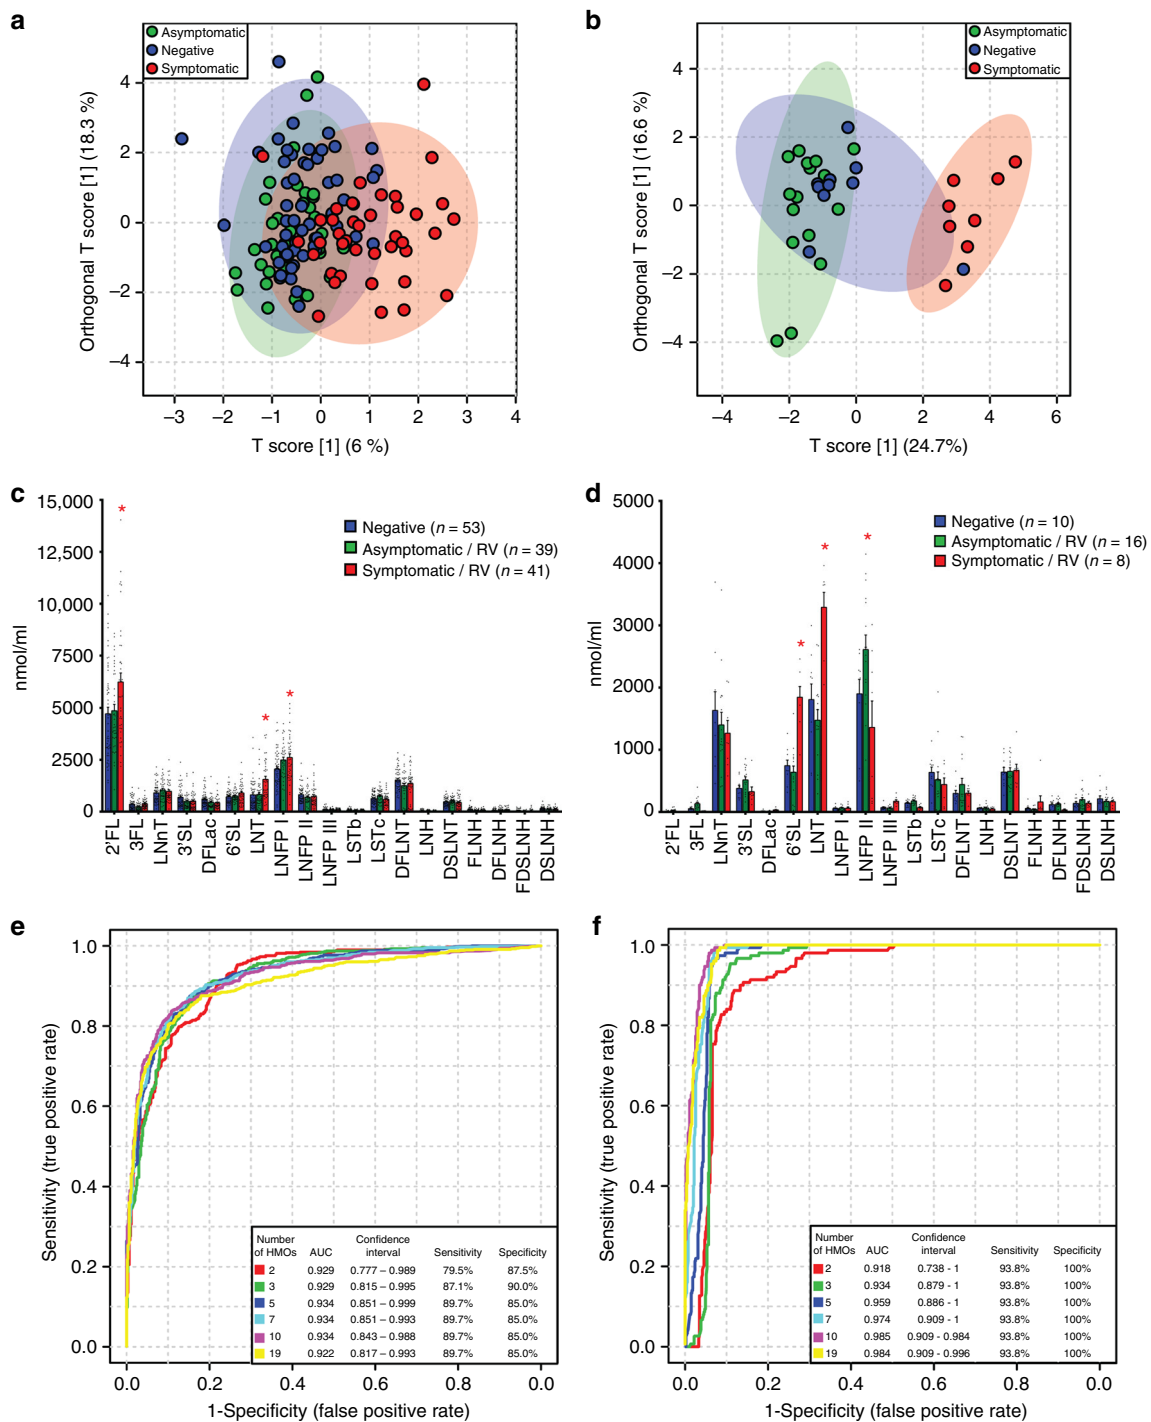 a
Asymptomatic
Negative
Symptomatic
Orthogonal T score [1] (18.3 %)
4
2
0
−2
−4
−3 −2 −1 0 1 2 3 4
T score [1] (6 %)
b
Asymptomatic
Negative
Symptomatic
Orthogonal T score [1] (16.6 %)
4
2
0
−2
−4
−4 −2 0 2 4 6
T score [1] (24.7%)
c
nmol/ml
15,000
12,500
10,000
7500
5000
2500
0
Negative (n = 53)
Asymptomatic / RV (n = 39)
Symptomatic / RV (n = 41)
*
*
*
2'FL
3FL
LNnT
3'SL
DFLac
6'SL
LNT
LNFP I
LNFP II
LNFP III
LSTb
LSTc
DFLNT
LNH
DSLNT
FLNH
DFLNH
FDSLNH
DSLNH
d
nmol/ml
5000
4000
3000
2000
1000
0
Negative (n = 10)
Asymptomatic / RV (n = 16)
Symptomatic / RV (n = 8)
*
*
*
2'FL
3FL
LNnT
3'SL
DFLac
6'SL
LNT
LNFP I
LNFP II
LNFP III
LSTb
LSTc
DFLNT
LNH
DSLNT
FLNH
DFLNH
FDSLNH
DSLNH
e
Sensitivity (true positive rate)
1.0
0.8
0.6
0.4
0.2
0.0
Number of HMOs AUC Confidence interval Sensitivity Specificity
2 0.929 0.777 – 0.989 79.5% 87.5%
3 0.929 0.815 – 0.995 87.1% 90.0%
5 0.934 0.851 – 0.999 89.7% 85.0%
7 0.934 0.851 – 0.993 89.7% 85.0%
10 0.934 0.843 – 0.988 89.7% 85.0%
19 0.922 0.817 – 0.993 89.7% 85.0%
0.0 0.2 0.4 0.6 0.8 0.0
1-Specificity (false positive rate)
f
Sensitivity (true positive rate)
1.0
0.8
0.6
0.4
0.2
0.0
Number of HMOs AUC Confidence interval Sensitivity Specificity
2 0.918 0.738 - 1 93.8% 100%
3 0.934 0.879 - 1 93.8% 100%
5 0.959 0.886 - 1 93.8% 100%
7 0.974 0.909 - 1 93.8% 100%
10 0.985 0.909 - 0.984 93.8% 100%
19 0.984 0.909 - 0.996 93.8% 100%
0.0 0.2 0.4 0.6 0.8 0.0
1-Specificity (false positive rate)